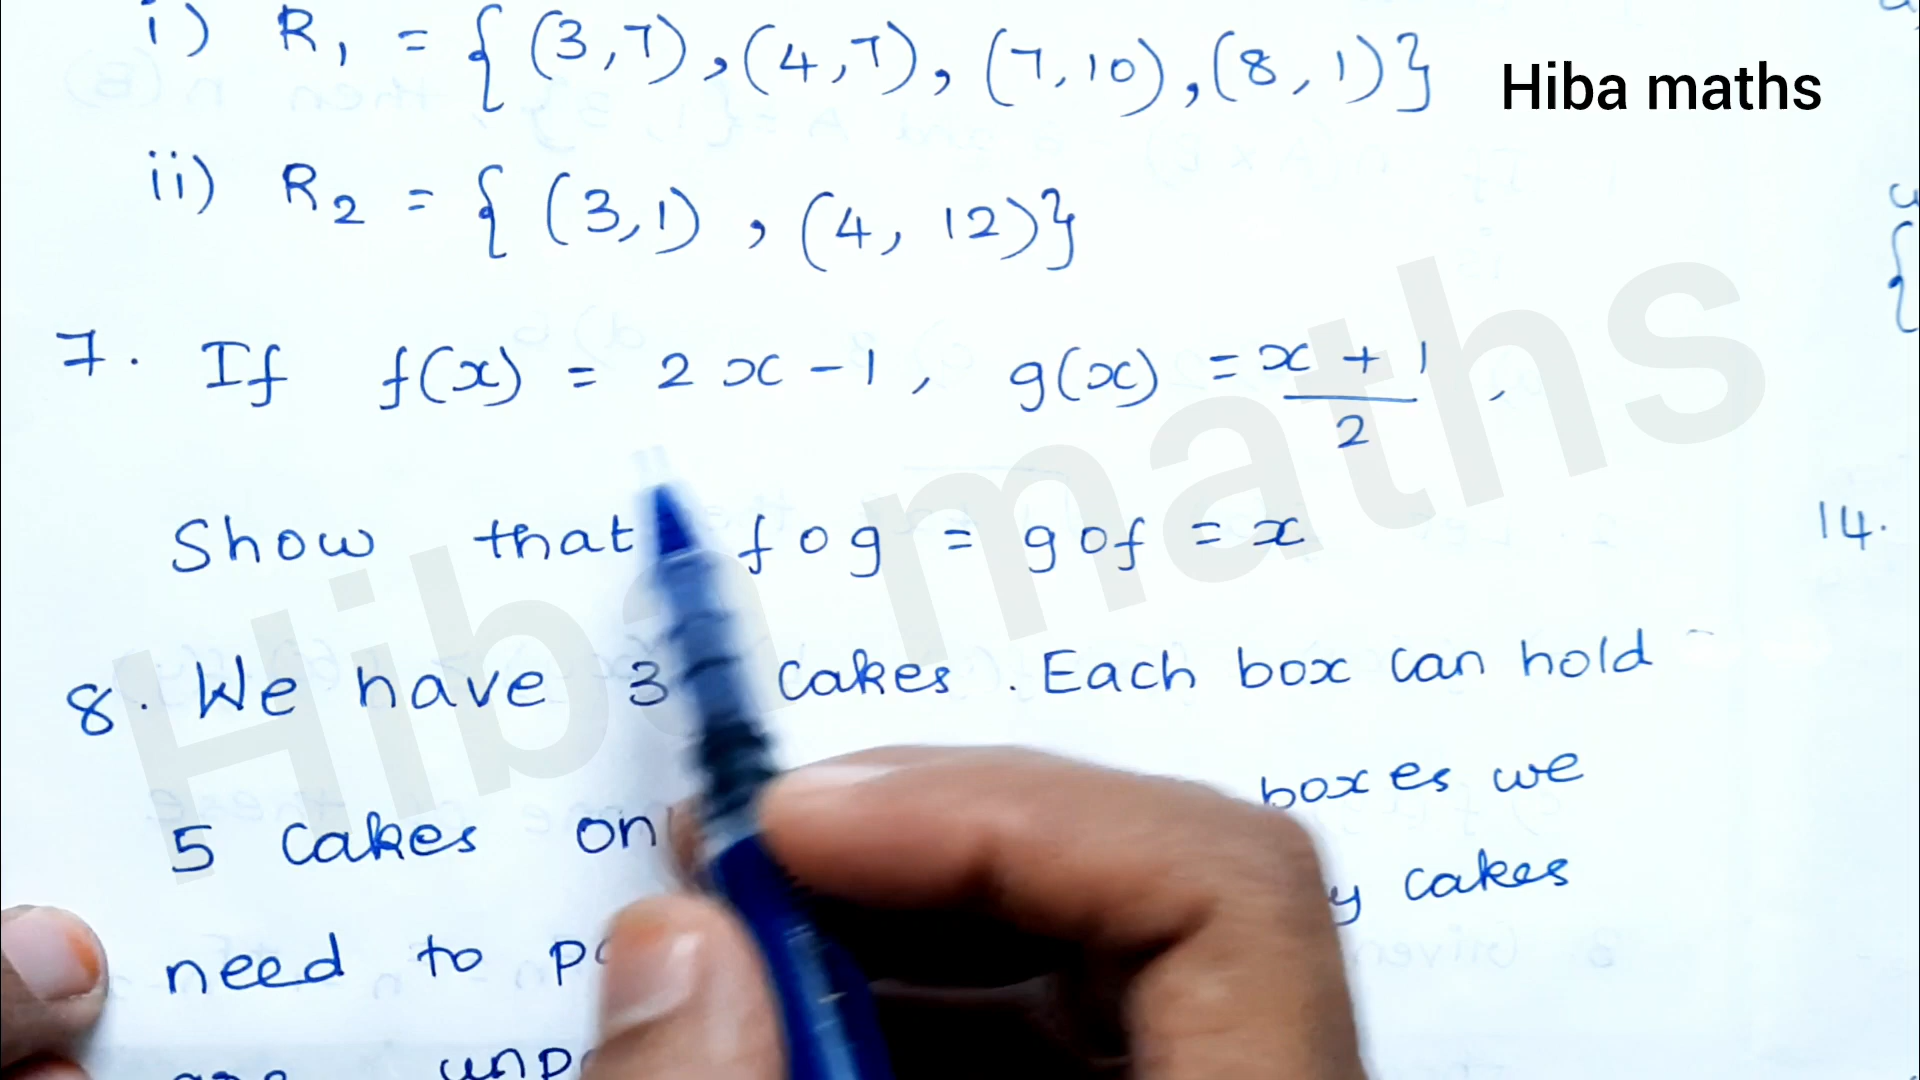 i) R₁ = { (3,7), (4,7), (7,10), (8,1)}
Hiba maths
ii) R₂ = { (3,1) , (4, 12)}
7. If f(x) = 2x-1, g(x) = x + 1 / 2 ,
Show that fog = gof = x
14.
8. We have 3 cakes. Each box can hold
5 cakes boxes we
need to cakes
Hiba maths